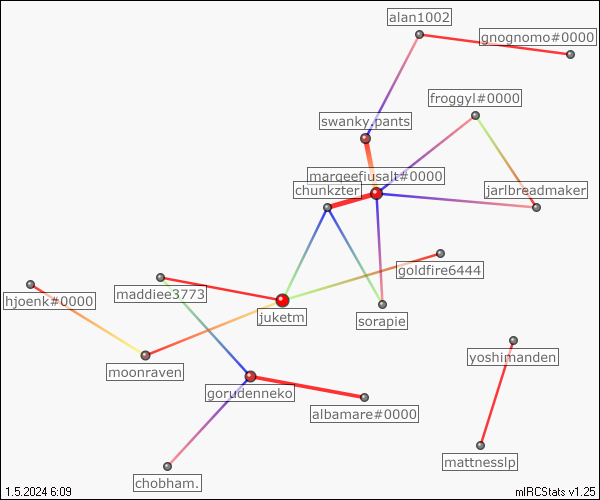 alan1002
gnognomo#0000
froggyl#0000
swanky.pants
marqeefiusalt#0000
chunkzter
jarlbreadmaker
goldfire6444
maddiee3773
hjoenk#0000
juketm
sorapie
yoshimanden
moonraven
gorudenneko
albamare#0000
mattnesslp
chobham.
1.5.2024 6:09
mIRCStats v1.25